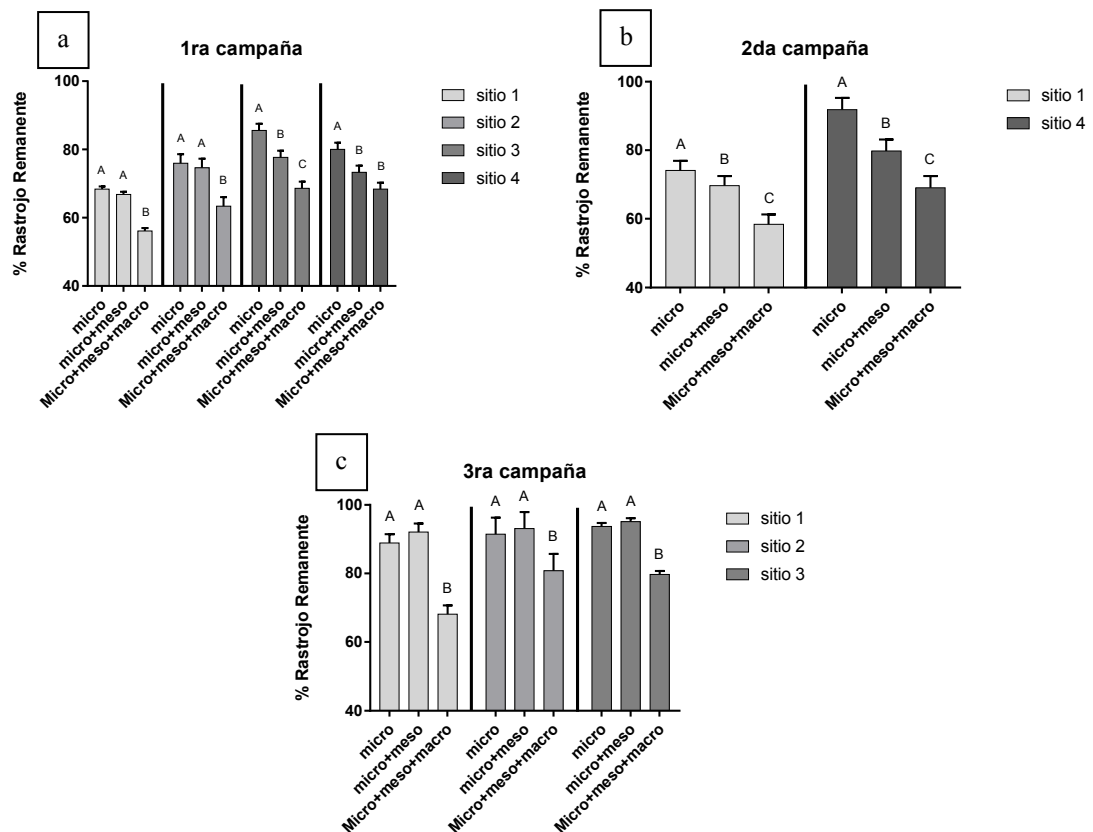 a
1ra campaña
% Rastrojo Remanente
100
80
60
40
A
A
B
A
A
B
A
B
C
A
B
B
micro
micro+meso
Micro+meso+macro
micro
micro+meso
Micro+meso+macro
micro
micro+meso
Micro+meso+macro
micro
micro+meso
Micro+meso+macro
sitio 1
sitio 2
sitio 3
sitio 4
b
2da campaña
% Rastrojo Remanente
100
80
60
40
A
B
C
A
B
C
micro
micro+meso
Micro+meso+macro
micro
micro+meso
Micro+meso+macro
sitio 1
sitio 4
c
3ra campaña
% Rastrojo Remanente
100
80
60
40
A
A
B
A
A
B
A
A
B
micro
micro+meso
Micro+meso+macro
micro
micro+meso
Micro+meso+macro
micro
micro+meso
Micro+meso+macro
sitio 1
sitio 2
sitio 3